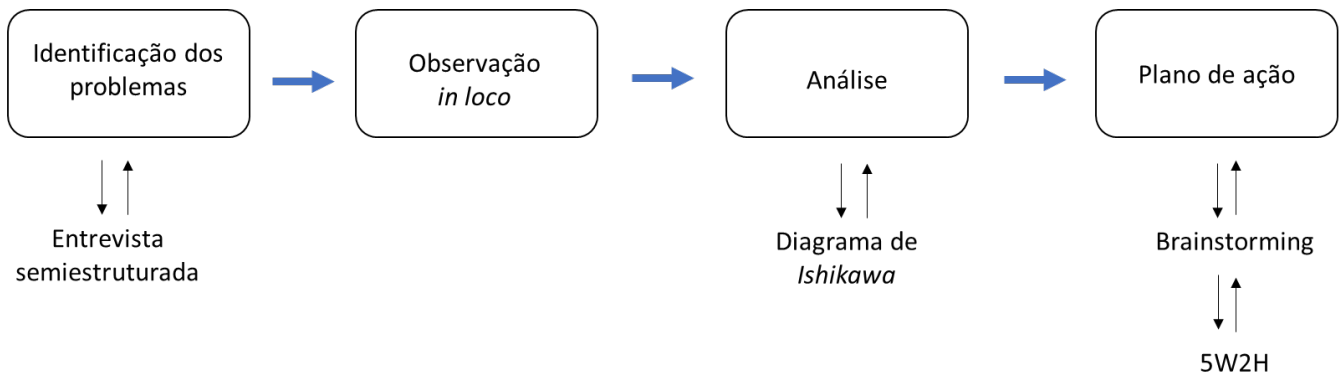 Identificação dos
problemas
Observação
in loco
Análise
Plano de ação
Entrevista
semiestruturada
Diagrama de
Ishikawa
Brainstorming
5W2H